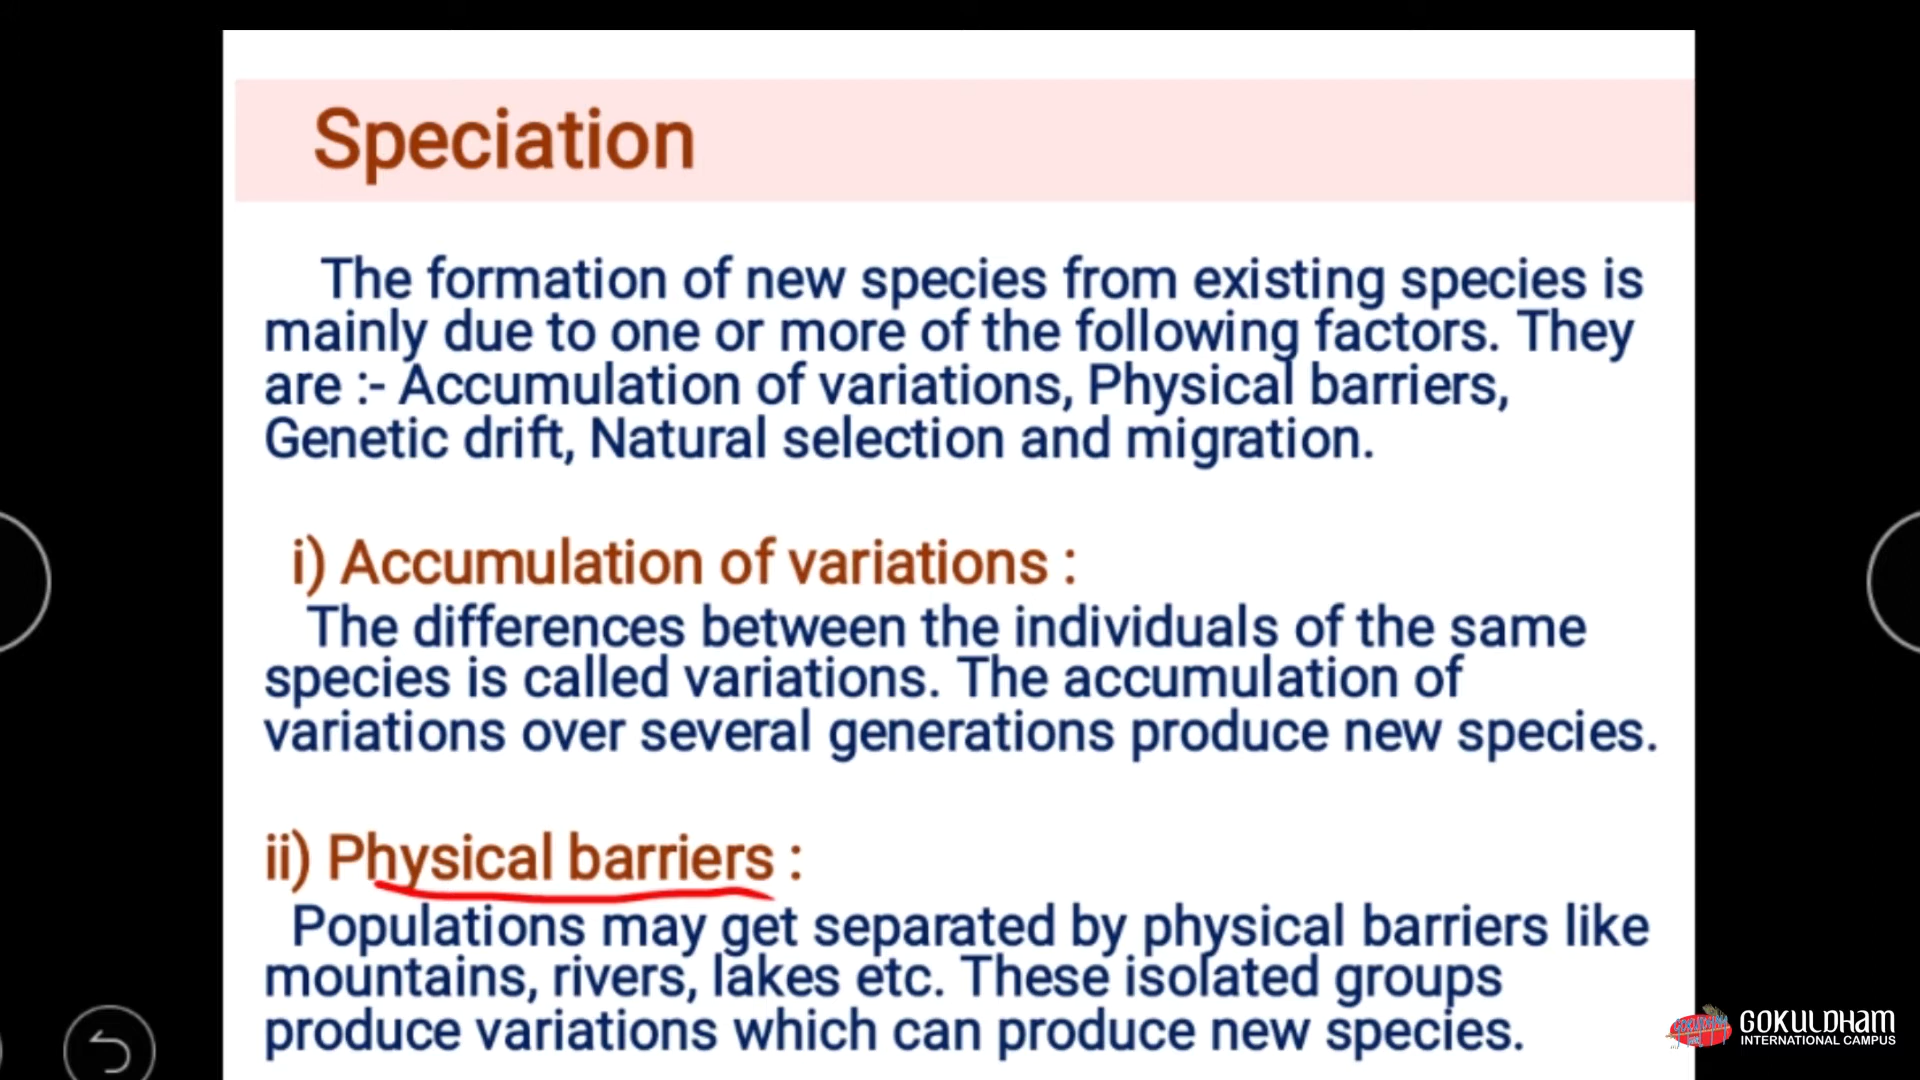 Speciation
The formation of new species from existing species is
mainly due to one or more of the following factors. They
are :- Accumulation of variations, Physical barriers,
Genetic drift, Natural selection and migration.
i) Accumulation of variations :
The differences between the individuals of the same
species is called variations. The accumulation of
variations over several generations produce new species.
ii) Physical barriers :
Populations may get separated by physical barriers like
mountains, rivers, lakes etc. These isolated groups
produce variations which can produce new species.
GOKULDHAM
INTERNATIONAL CAMPUS